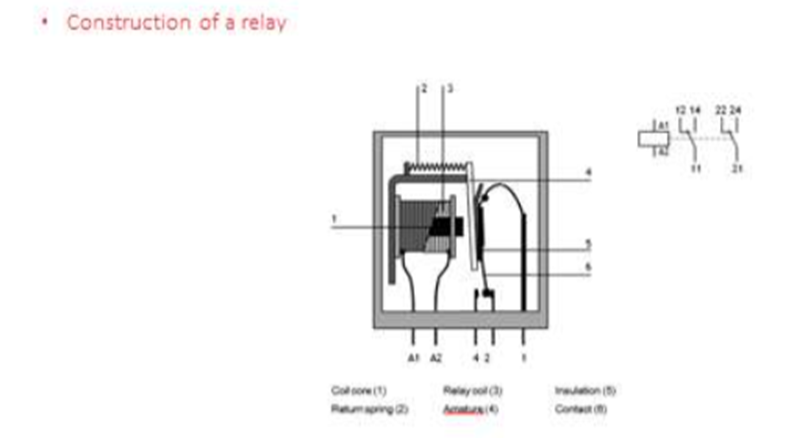 • Construction of a relay
2 3
12 14 22 24
A1
A2
11 21
4
1
5
6
A1 A2 4 2 1
Coil core (1) Relay coil (3) Insulation (5)
Return spring (2) Amature (4) Contact (6)